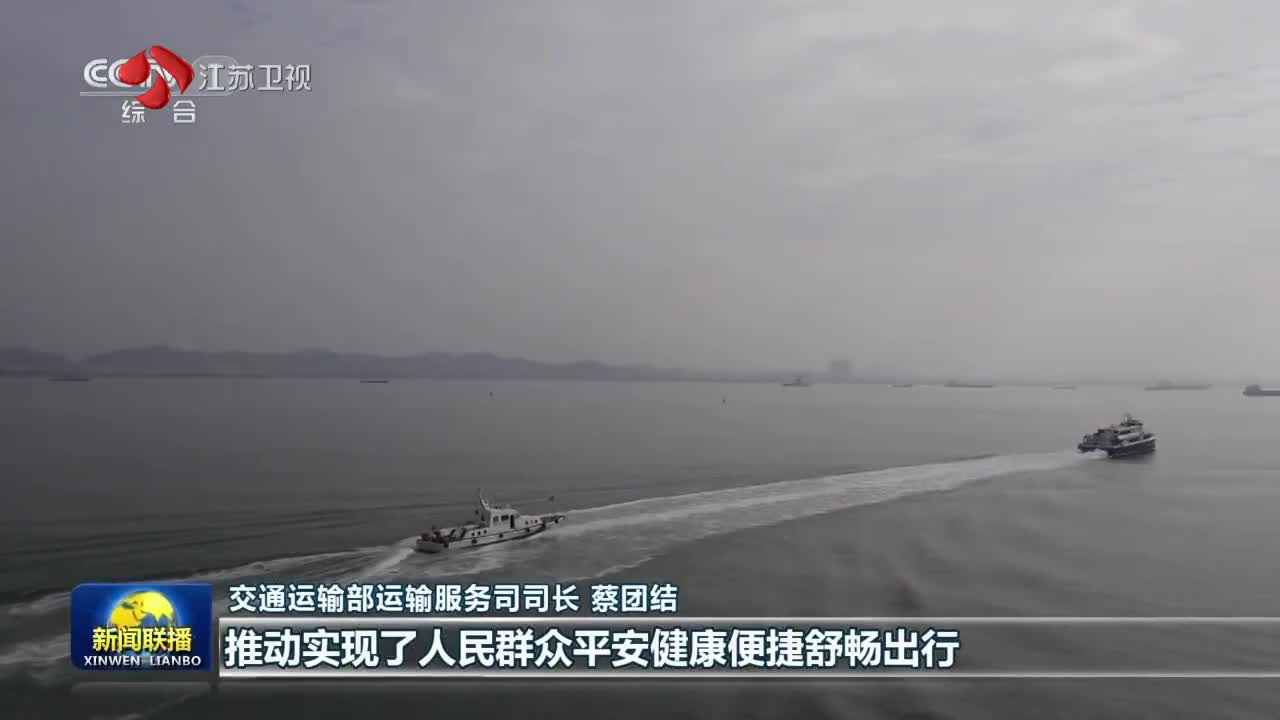 CCTV 江苏卫视
综合
交通运输部运输服务司司长 蔡团结
新闻联播
XINWEN LIANBO
推动实现了人民群众平安健康便捷舒畅出行